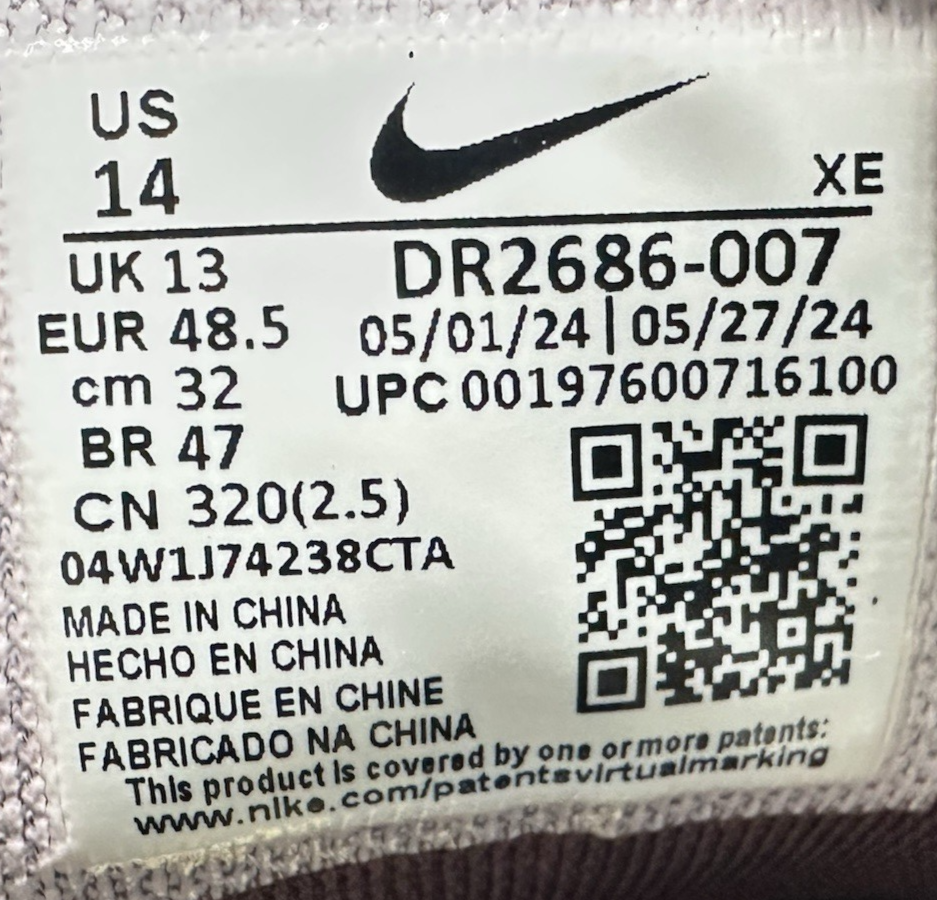 US
14
XE
UK 13
DR2686-007
EUR 48.5
05/01/24 | 05/27/24
cm 32
UPC 00197600716100
BR 47
CN 320(2.5)
04W1J74238CTA
MADE IN CHINA
HECHO EN CHINA
FABRIQUE EN CHINE
FABRICADO NA CHINA
This product is covered by one or more patents:
www.nike.com/patentsvirtualmarking